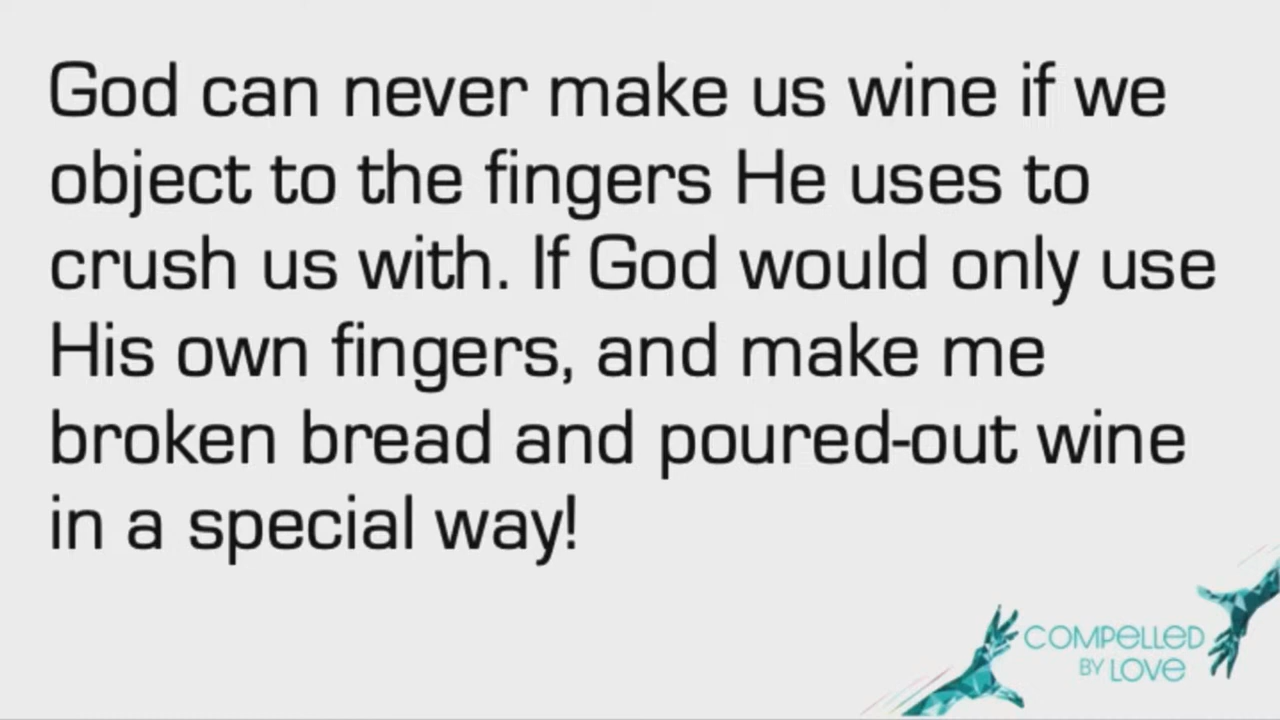 God can never make us wine if we
object to the fingers He uses to
crush us with. If God would only use
His own fingers, and make me
broken bread and poured-out wine
in a special way!
COMPELLED
BY LOVE